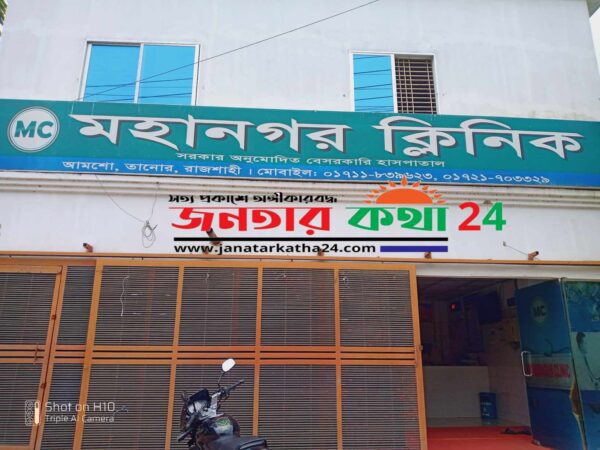 MC মহানগর ক্লিনিক
সরকার অনুমোদিত বেসরকারি হাসপাতাল
আমশো, তানোর, রাজশাহী । মোবাইল: ০১৭১১-৮৩৯৬২৩, ০১৭২১-৭০৩৩২৯
সত্য প্রকাশে অঙ্গীকারবদ্ধ
জনতার কথা 24
www.janatarkatha24.com
MC
Shot on H10
Triple AI Camera